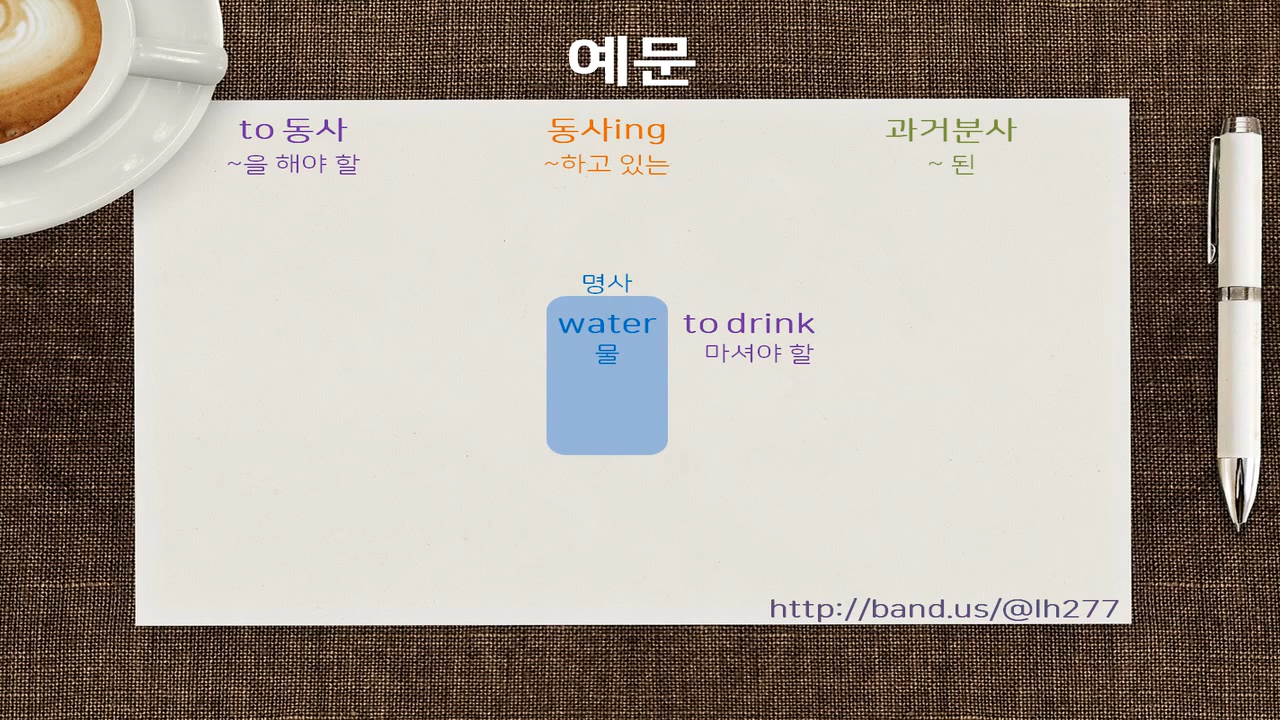 예문
to 동사 동사ing 과거분사
~을 해야 할 ~하고 있는 ~ 된
명사
water to drink
물 마셔야 할
http://band.us/@lh277